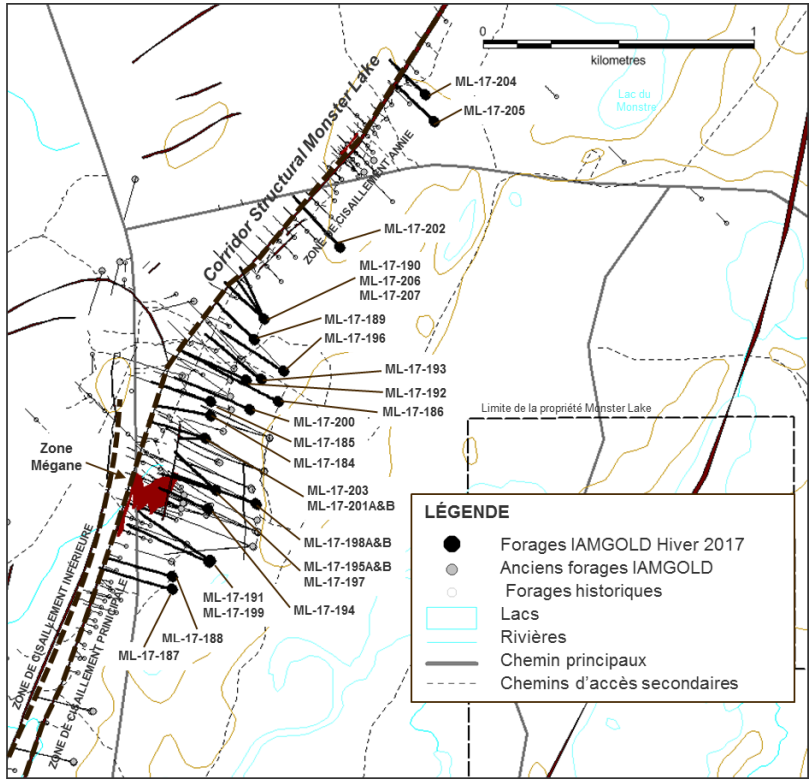 0
1
kilometres
Lac du
Monstre
ML-17-204
ML-17-205
Corridor Structural Monster Lake
ZONE DE CISAILLEMENT ANNIE
ML-17-202
ML-17-190
ML-17-206
ML-17-207
ML-17-189
ML-17-196
ML-17-193
ML-17-192
ML-17-186
ML-17-200
ML-17-185
ML-17-184
Limite de la propriété Monster Lake
Zone
Mégane
ML-17-203
ML-17-201A&B
ML-17-198A&B
ML-17-195A&B
ML-17-197
ML-17-191
ML-17-199
ML-17-194
ML-17-188
ML-17-187
ZONE DE CISAILLEMENT INFÉRIEURE
ZONE DE CISAILLEMENT PRINICIPALE
LÉGENDE
Forages IAMGOLD Hiver 2017
Anciens forages IAMGOLD
Forages historiques
Lacs
Rivières
Chemin principaux
Chemins d’accès secondaires